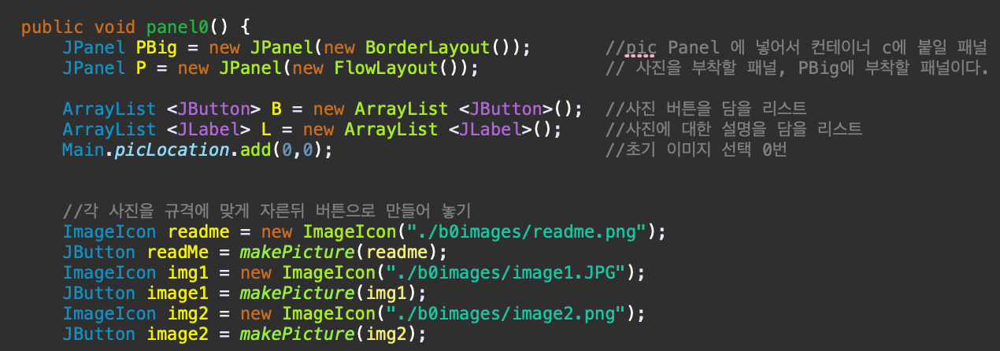 public void panel0() {
JPanel PBig = new JPanel(new BorderLayout()); //pic Panel 에 넣어서 컨테이너 c에 붙일 패널
JPanel P = new JPanel(new FlowLayout()); // 사진을 부착할 패널, PBig에 부착할 패널이다.
ArrayList <JButton> B = new ArrayList <JButton>(); //사진 버튼을 담을 리스트
ArrayList <JLabel> L = new ArrayList <JLabel>(); //사진에 대한 설명을 담을 리스트
Main.picLocation.add(0,0); //초기 이미지 선택 0번
//각 사진을 규격에 맞게 자른뒤 버튼으로 만들어 놓기
ImageIcon readme = new ImageIcon("./b0images/readme.png");
JButton readMe = makePicture(readme);
ImageIcon img1 = new ImageIcon("./b0images/image1.JPG");
JButton image1 = makePicture(img1);
ImageIcon img2 = new ImageIcon("./b0images/image2.png");
JButton image2 = makePicture(img2);